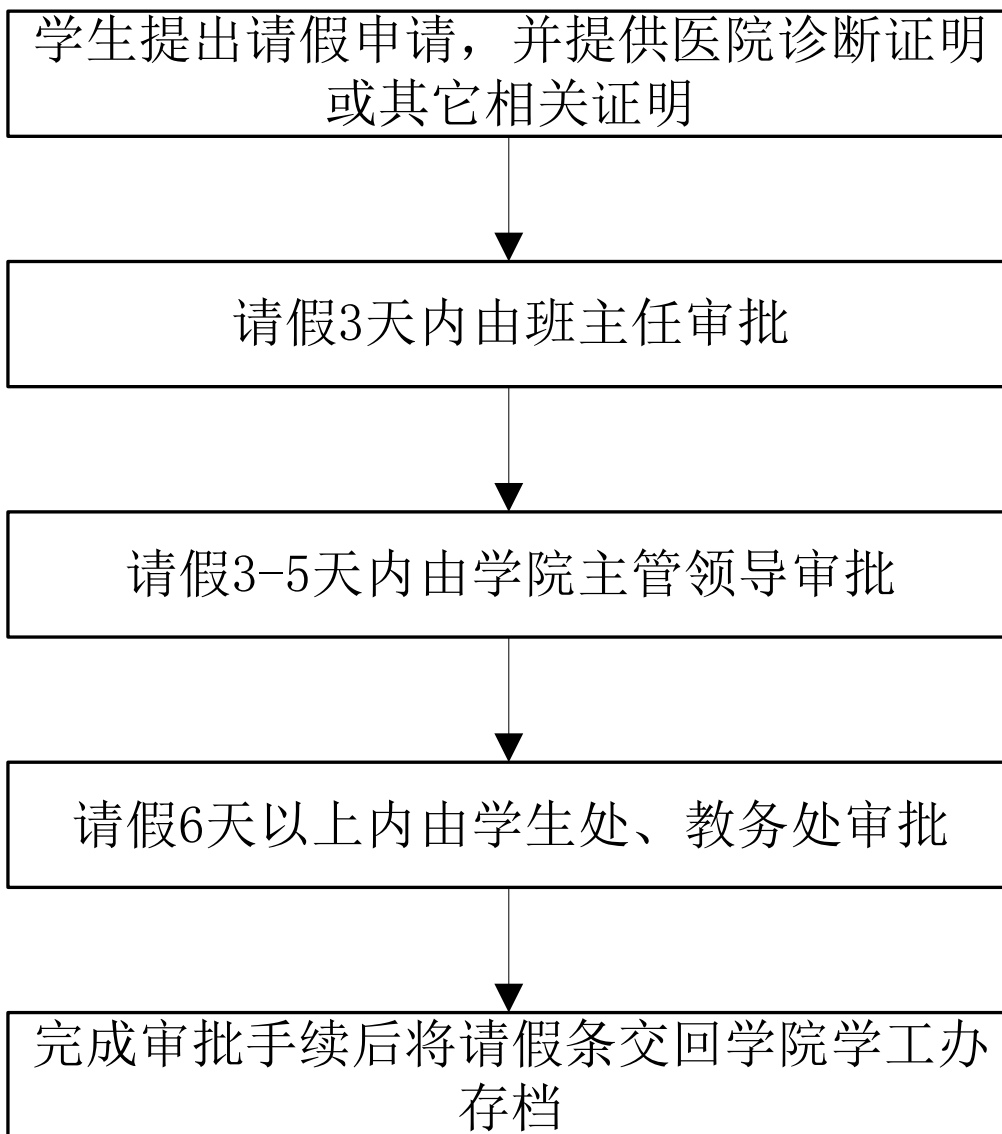 学生提出请假申请，并提供医院诊断证明
或其它相关证明
请假3天内由班主任审批
请假3-5天内由学院主管领导审批
请假6天以上内由学生处、教务处审批
完成审批手续后将请假条交回学院学工办
存档